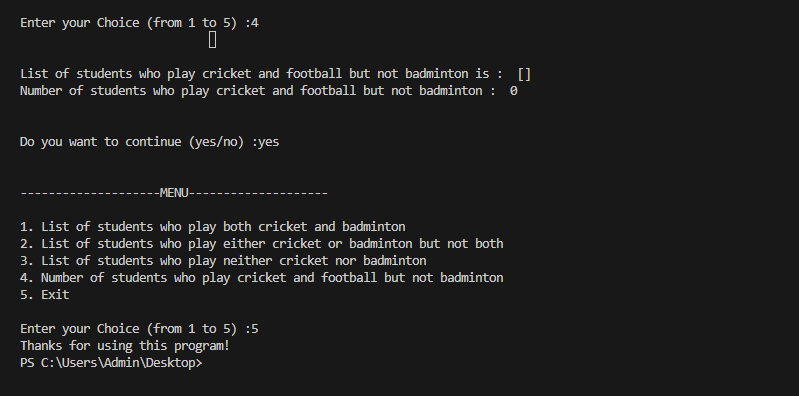 Enter your Choice (from 1 to 5) :4
List of students who play cricket and football but not badminton is :  []
Number of students who play cricket and football but not badminton :  0
Do you want to continue (yes/no) :yes
--------------------MENU--------------------
1. List of students who play both cricket and badminton
2. List of students who play either cricket or badminton but not both
3. List of students who play neither cricket nor badminton
4. Number of students who play cricket and football but not badminton
5. Exit
Enter your Choice (from 1 to 5) :5
Thanks for using this program!
PS C:\Users\Admin\Desktop>